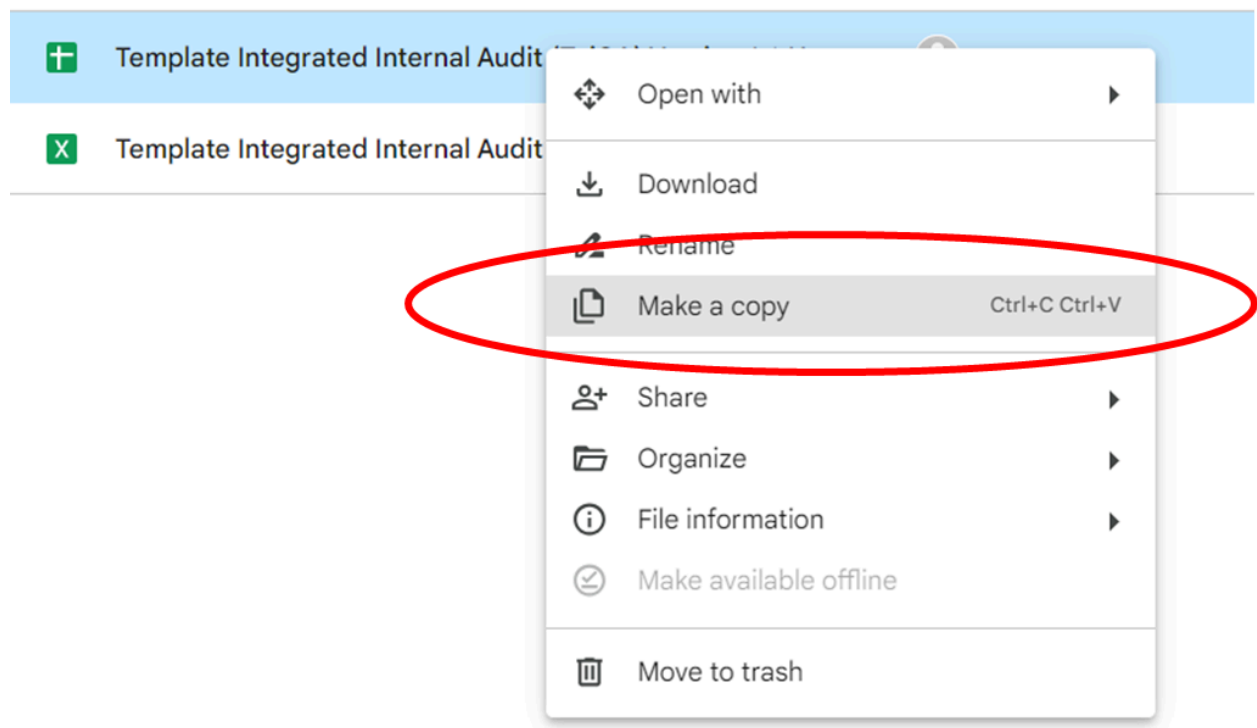 Template Integrated Internal Audit
Open with
Template Integrated Internal Audit
Download
Rename
Make a copy Ctrl+C Ctrl+V
Share
Organize
File information
Make available offline
Move to trash